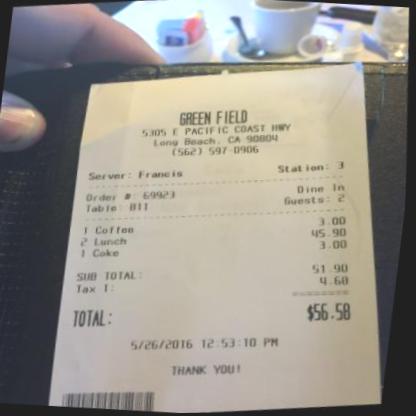 GREEN FIELD
5305 E PACIFIC COAST HWY
Long Beach, CA 90804
(562) 597-0906
Server: Francis Station: 3
Order #: 69923 Dine In
Table: B11 Guests: 2
1 Coffee 3.00
2 Lunch 45.90
1 Coke 3.00
SUB TOTAL: 51.90
Tax 1: 4.60
TOTAL: $56.50
5/26/2016 12:53:10 PM
THANK YOU!